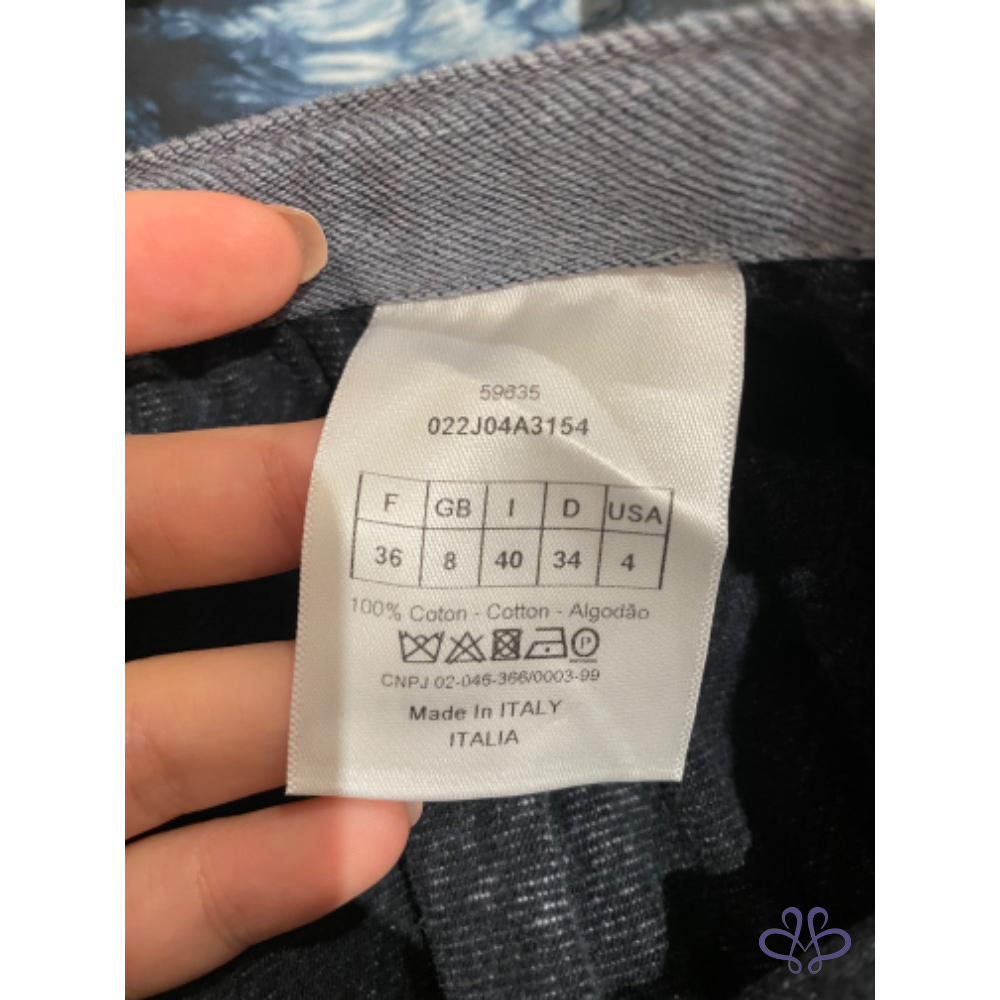 59635
022J04A3154
F GB I D USA
36 8 40 34 4
100% Coton - Cotton - Algodão
CNPJ 02-046-366/0003-99
Made In ITALY
ITALIA